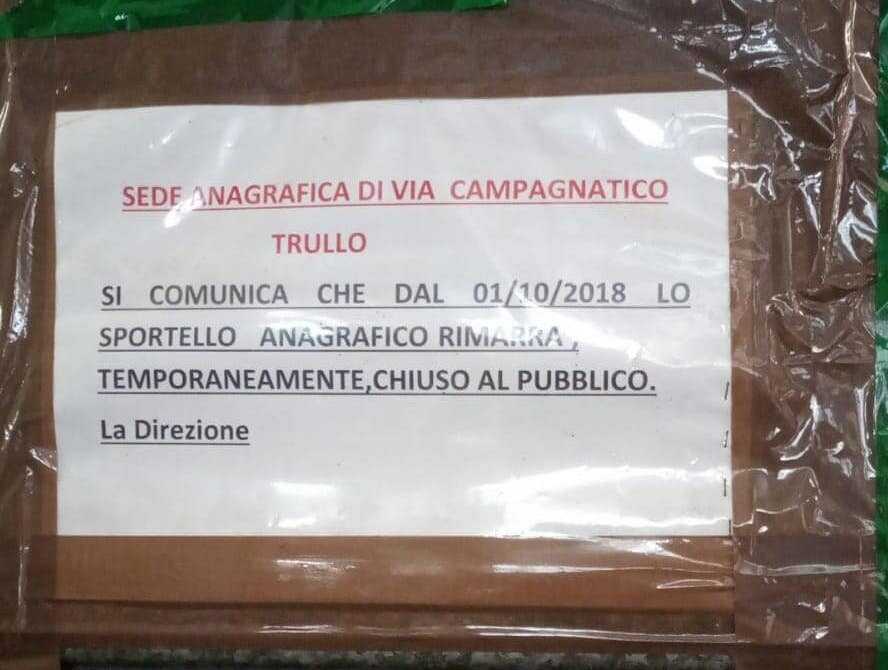 SEDE ANAGRAFICA DI VIA CAMPAGNATICO
TRULLO
SI COMUNICA CHE DAL 01/10/2018 LO
SPORTELLO ANAGRAFICO RIMARRA ,
TEMPORANEAMENTE,CHIUSO AL PUBBLICO.
La Direzione